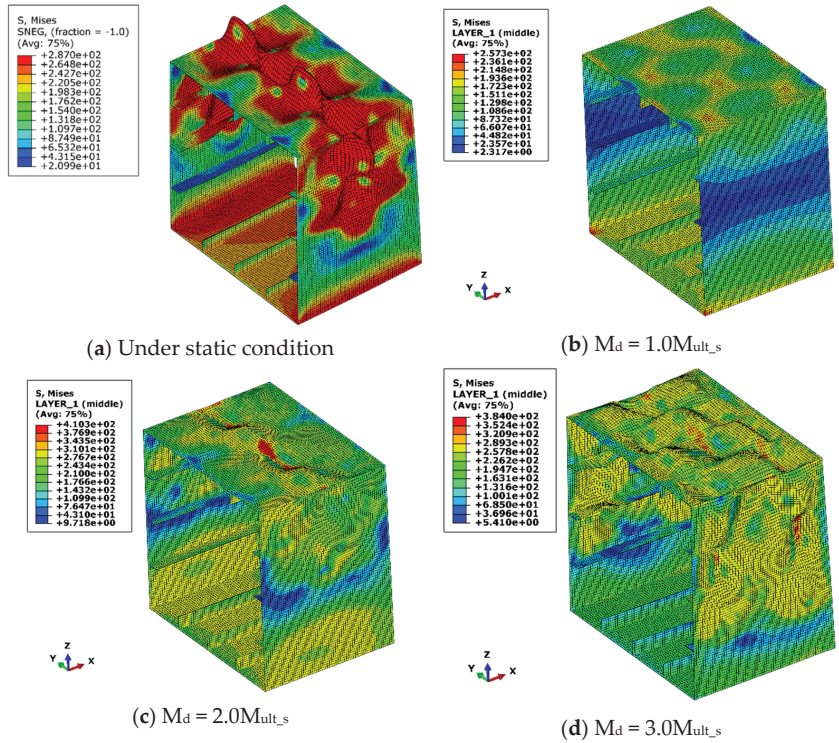 S, Mises
SNEG, (fraction = -1.0)
(Avg: 75%)
+2.870e+02
+2.648e+02
+2.427e+02
+2.205e+02
+1.983e+02
+1.762e+02
+1.540e+02
+1.318e+02
+1.097e+02
+8.749e+01
+6.532e+01
+4.315e+01
+2.099e+01
(a) Under static condition
S, Mises
LAYER_1 (middle)
(Avg: 75%)
+2.573e+02
+2.361e+02
+2.148e+02
+1.936e+02
+1.723e+02
+1.511e+02
+1.298e+02
+1.086e+02
+8.732e+01
+6.607e+01
+4.482e+01
+2.357e+01
+2.317e+00
Z
Y
X
(b) Md = 1.0Mult_s
S, Mises
LAYER_1 (middle)
(Avg: 75%)
+4.103e+02
+3.769e+02
+3.435e+02
+3.101e+02
+2.767e+02
+2.434e+02
+2.100e+02
+1.766e+02
+1.432e+02
+1.099e+02
+7.647e+01
+4.310e+01
+9.718e+00
Z
Y
X
(c) Md = 2.0Mult_s
S, Mises
LAYER_1 (middle)
(Avg: 75%)
+3.840e+02
+3.524e+02
+3.209e+02
+2.893e+02
+2.578e+02
+2.262e+02
+1.947e+02
+1.631e+02
+1.316e+02
+1.001e+02
+6.850e+01
+3.696e+01
+5.410e+00
Z
Y
X
(d) Md = 3.0Mult_s